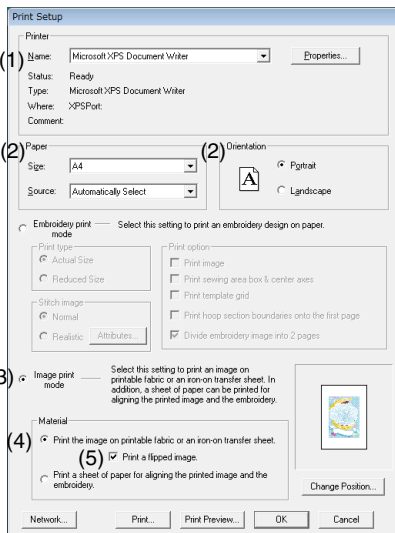 Print Setup
Printer
(1) Name: Microsoft XPS Document Writer Properties...
Status: Ready
Type: Microsoft XPS Document Writer
Where: XPSPort:
Comment:
(2) Paper (2) Orientation
Size: A4 A Portrait
Source: Automatically Select Landscape
Embroidery print mode
Select this setting to print an embroidery design on paper.
Print type
Actual Size
Reduced Size
Stitch image
Normal
Realistic Attributes...
Print option
Print image
Print sewing area box & center axes
Print template grid
Print hoop section boundaries onto the first page
Divide embroidery image into 2 pages
3) Image print
mode
Select this setting to print an image on
printable fabric or an iron-on transfer sheet. In
addition, a sheet of paper can be printed for
aligning the printed image and the embroidery.
Material
(4) Print the image on printable fabric or an iron-on transfer sheet.
(5) Print a flipped image.
Print a sheet of paper for aligning the printed image and the
embroidery.
Change Position...
Network... Print... Print Preview... OK Cancel